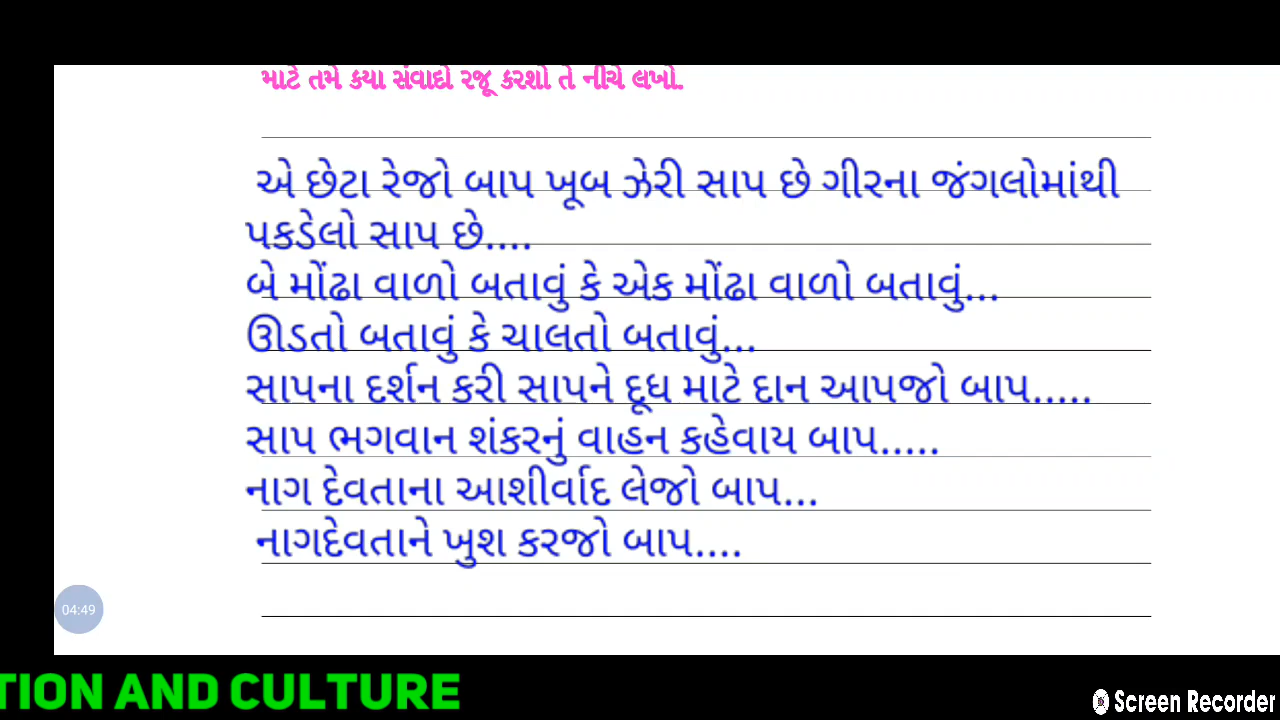 માટે તમે કયા સંવાદો રજૂ કરશો તે નીચે લખો.
એ છેટા રેજો બાપ ખૂબ ઝેરી સાપ છે ગીરના જંગલોમાંથી
પકડેલો સાપ છે....
બે મોંઢા વાળો બતાવું કે એક મોંઢા વાળો બતાવું...
ઊડતો બતાવું કે ચાલતો બતાવું...
સાપના દર્શન કરી સાપને દૂધ માટે દાન આપજો બાપ.....
સાપ ભગવાન શંકરનું વાહન કહેવાય બાપ.....
નાગ દેવતાના આશીર્વાદ લેજો બાપ...
નાગદેવતાને ખુશ કરજો બાપ....
04:49
TION AND CULTURE
Screen Recorder